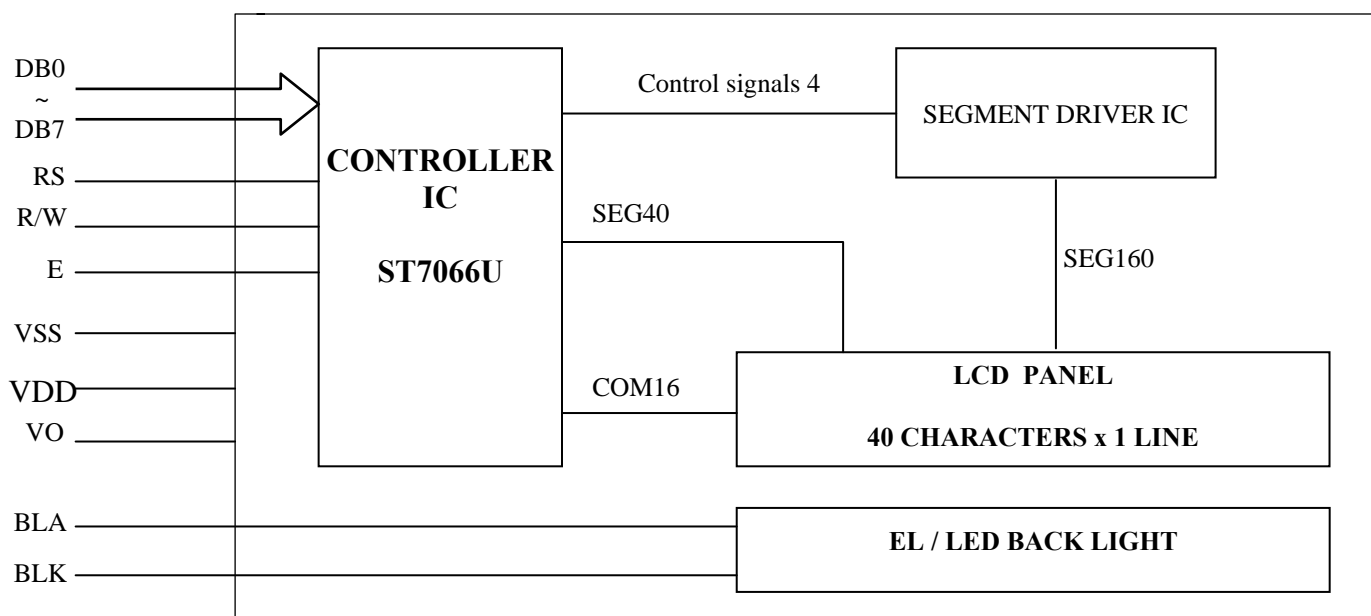 DB0
~
DB7
RS
R/W
E
VSS
VDD
VO
BLA
BLK
CONTROLLER
IC
ST7066U
Control signals 4
SEGMENT DRIVER IC
SEG40
SEG160
COM16
LCD PANEL
40 CHARACTERS x 1 LINE
EL / LED BACK LIGHT